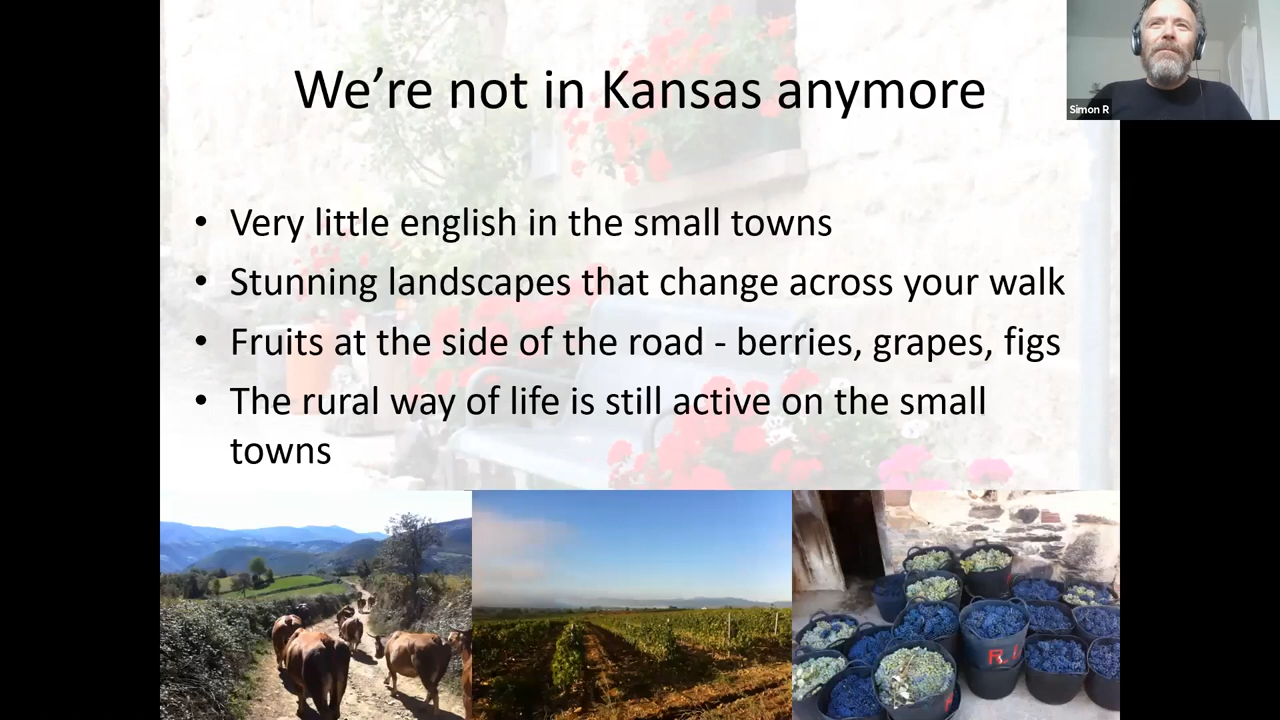 We’re not in Kansas anymore
Simon R
• Very little english in the small towns
• Stunning landscapes that change across your walk
• Fruits at the side of the road - berries, grapes, figs
• The rural way of life is still active on the small
towns